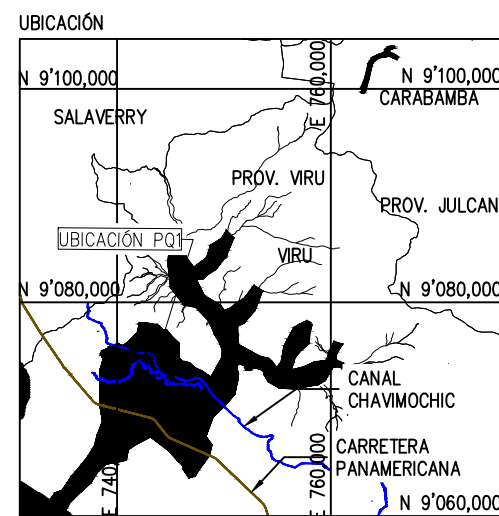 UBICACIÓN
E 760,000
N 9'100,000
N 9'100,000
CARABAMBA
SALAVERRY
PROV. VIRU
PROV. JULCAN
UBICACIÓN PQ1
VIRU
N 9'080,000
N 9'080,000
CANAL
CHAVIMOCHIC
CARRETERA
PANAMERICANA
E 740
E 760,000
N 9'060,000